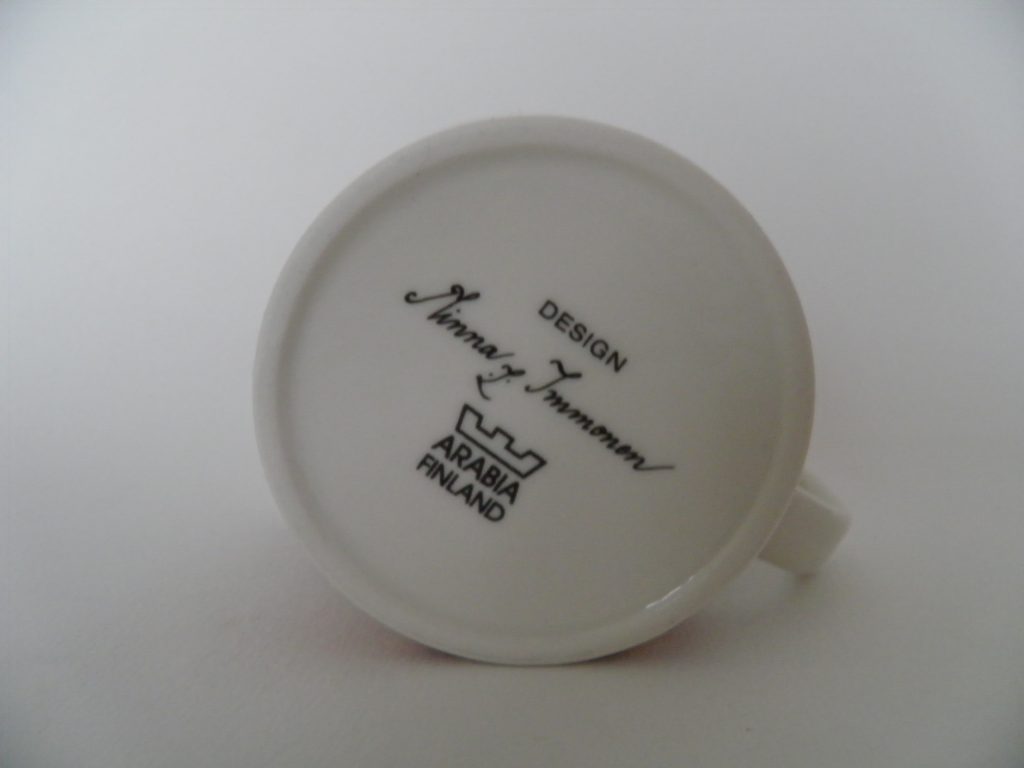 DESIGN
Minna L. Immonen
ARABIA
FINLAND